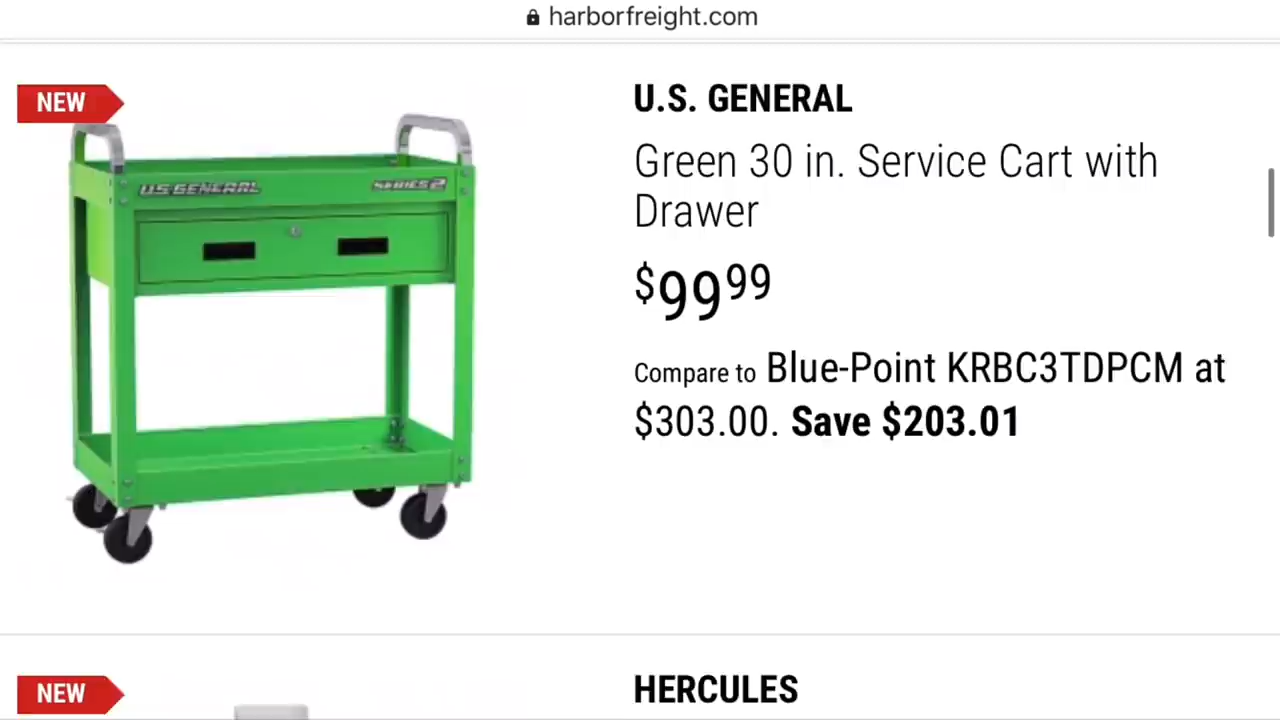 harborfreight.com
NEW
U.S. GENERAL
Green 30 in. Service Cart with
Drawer
$99 99
Compare to Blue-Point KRBC3TDPCM at
$303.00. Save $203.01
U.S. GENERAL
SERIES 2
NEW
HERCULES